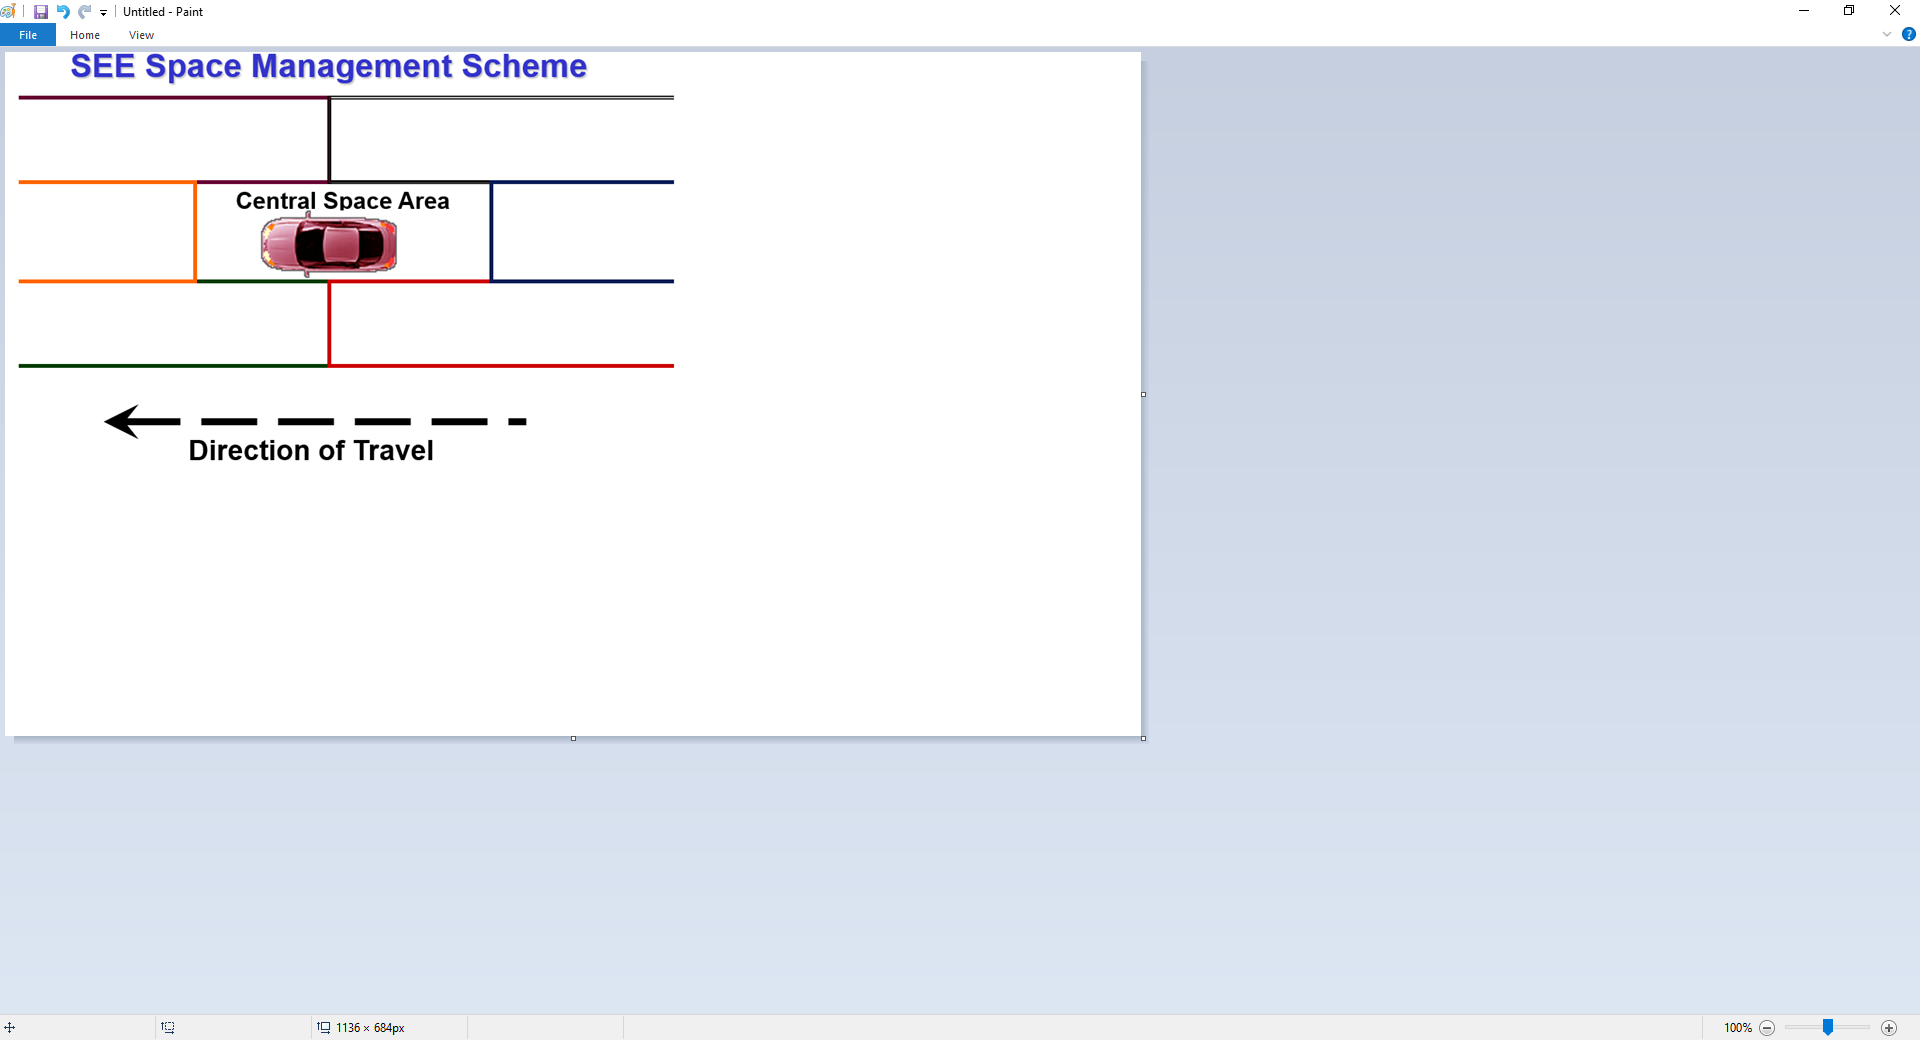 Untitled - Paint
File Home View
SEE Space Management Scheme
Central Space Area
Direction of Travel
1136 × 684px
100%